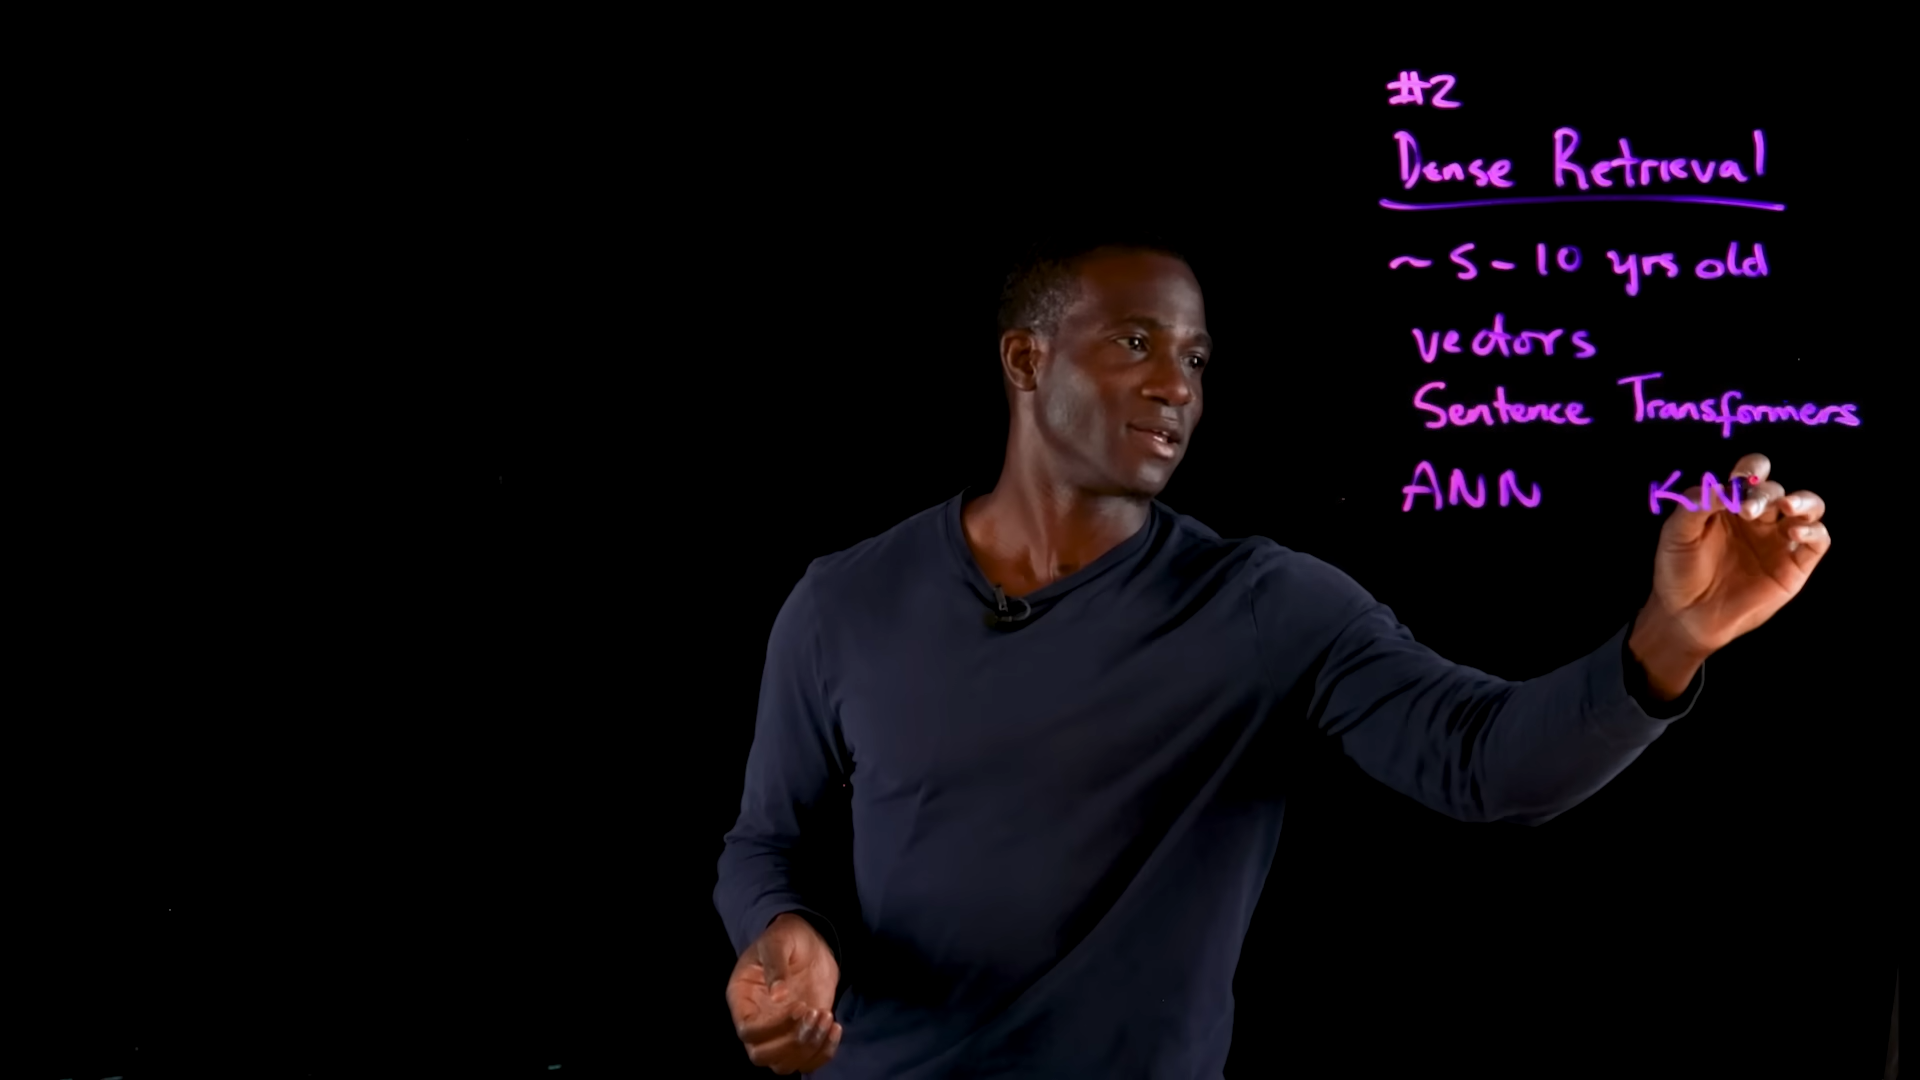 #2
Dense Retrieval
~ 5 - 10 yrs old
vectors
Sentence Transformers
ANN KN